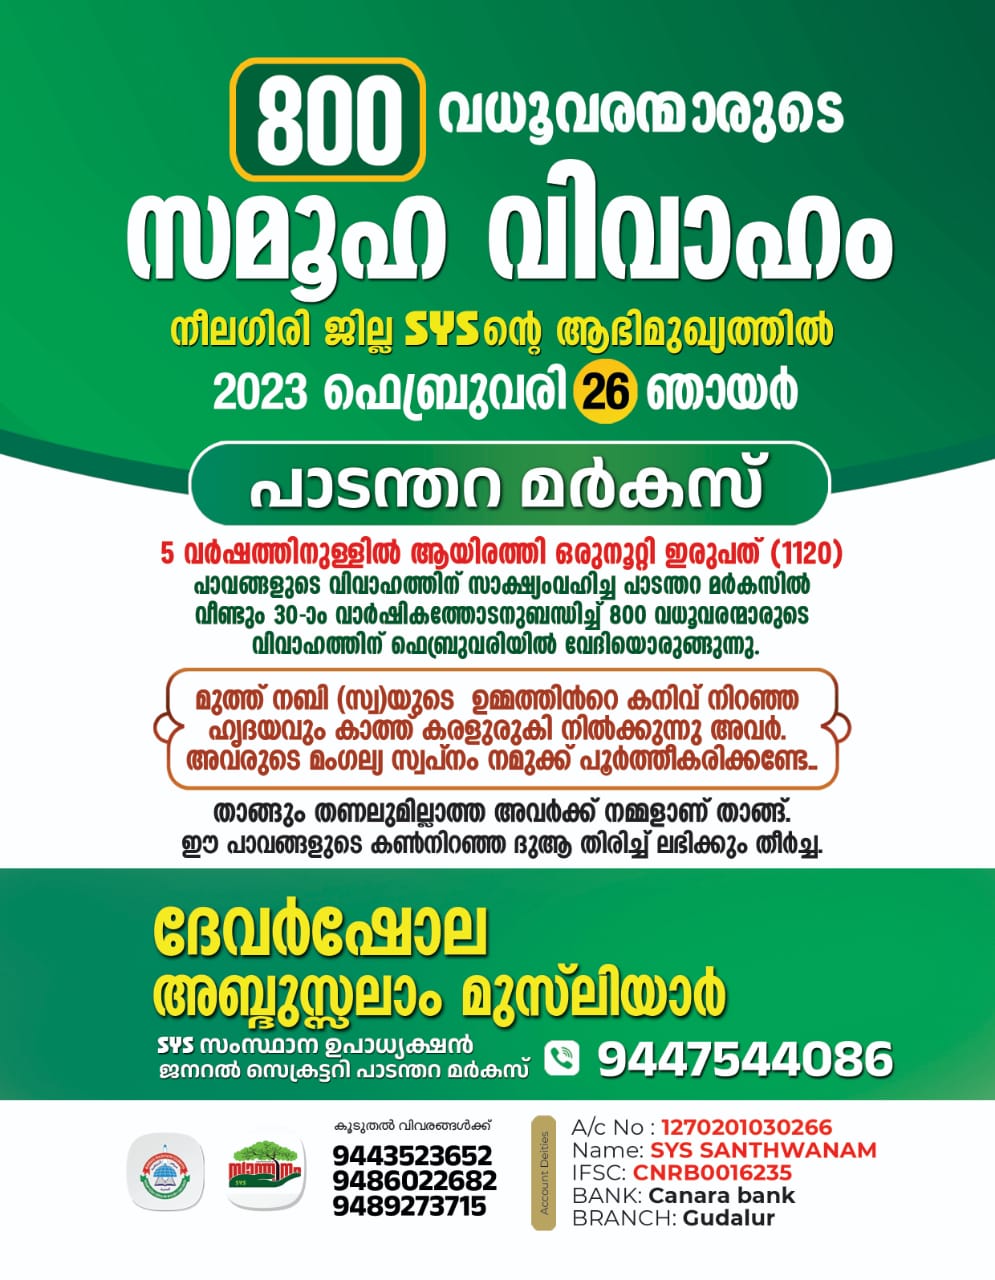 800 വധൂവരന്മാരുടെ
സമൂഹ വിവാഹം
നീലഗിരി ജില്ല SYSന്റെ ആഭിമുഖ്യത്തിൽ
2023 ഫെബ്രുവരി 26 ഞായർ
പാടന്തറ മർകസ്
5 വർഷത്തിനുള്ളിൽ ആയിരത്തി ഒരുനൂറ്റി ഇരുപത് (1120)
പാവങ്ങളുടെ വിവാഹത്തിന് സാക്ഷ്യംവഹിച്ച പാടന്തറ മർകസിൽ
വീണ്ടും 30-ാം വാർഷികത്തോടനുബന്ധിച്ച് 800 വധൂവരന്മാരുടെ
വിവാഹത്തിന് ഫെബ്രുവരിയിൽ വേദിയൊരുങ്ങുന്നു.
മുത്ത് നബി (സ്വ)യുടെ ഉമ്മത്തിൻറെ കനിവ് നിറഞ്ഞ
ഹൃദയവും കാത്ത് കരളുരുകി നിൽക്കുന്നു അവർ.
അവരുടെ മംഗല്യ സ്വപ്നം നമുക്ക് പൂർത്തീകരിക്കണ്ടേ...
താങ്ങും തണലുമില്ലാത്ത അവർക്ക് നമ്മളാണ് താങ്ങ്.
ഈ പാവങ്ങളുടെ കൺനിറഞ്ഞ ദുആ തിരിച്ച് ലഭിക്കും തീർച്ച.
ദേവർഷോല
അബ്ദുസ്സലാം മുസ്‌ലിയാർ
SYS സംസ്ഥാന ഉപാധ്യക്ഷൻ
ജനറൽ സെക്രട്ടറി പാടന്തറ മർകസ്
9447544086
കൂടുതൽ വിവരങ്ങൾക്ക്
9443523652
9486022682
9489273715
സാന്ത്വനം
SYS
Account Deities
A/c No : 1270201030266
Name: SYS SANTHWANAM
IFSC: CNRB0016235
BANK: Canara bank
BRANCH: Gudalur